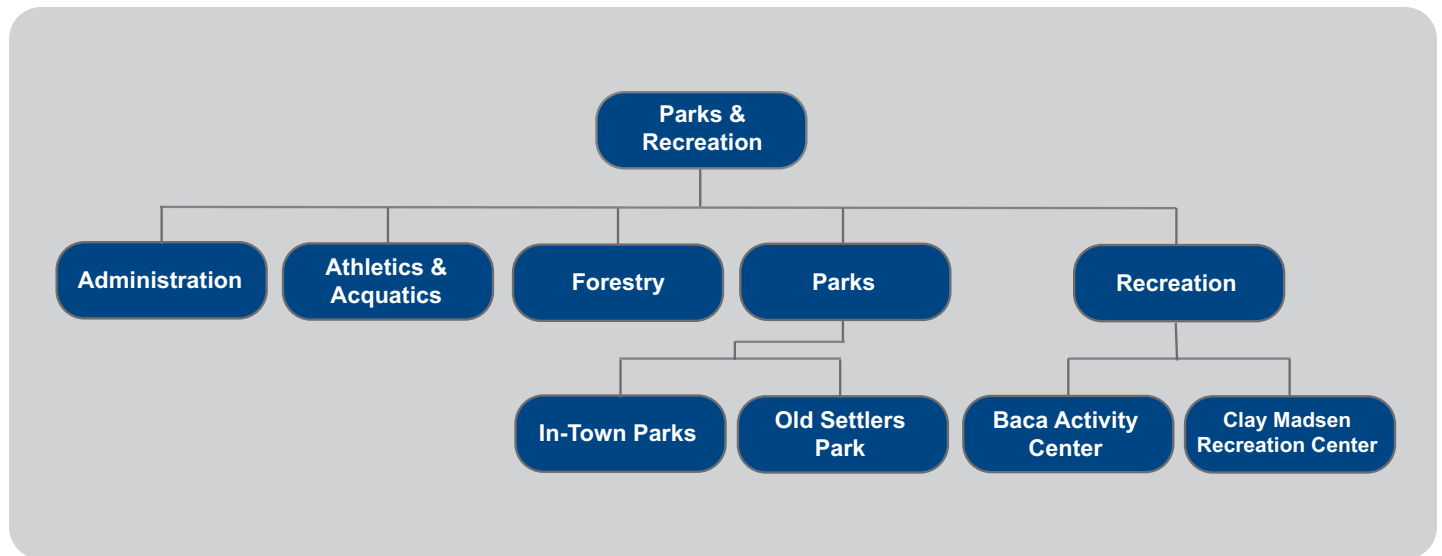 Parks &
Recreation
Administration
Athletics &
Acquatics
Forestry
Parks
Recreation
In-Town Parks
Old Settlers
Park
Baca Activity
Center
Clay Madsen
Recreation Center